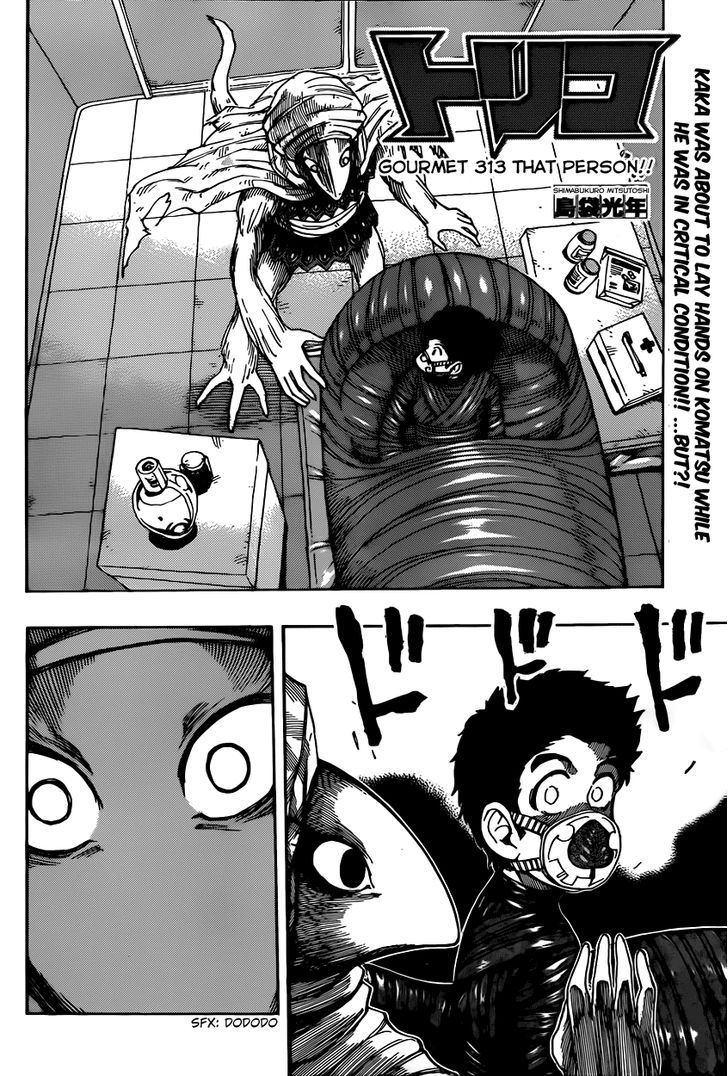 トリコ
GOURMET 313 THAT PERSON!!
SHIMABUKURO MITSUTOSHI
島袋光年
KAKA WAS ABOUT TO LAY HANDS ON KOMATSU WHILE
HE WAS IN CRITICAL CONDITION!! ...BUT?!
ド ド ド
SFX: DODODO